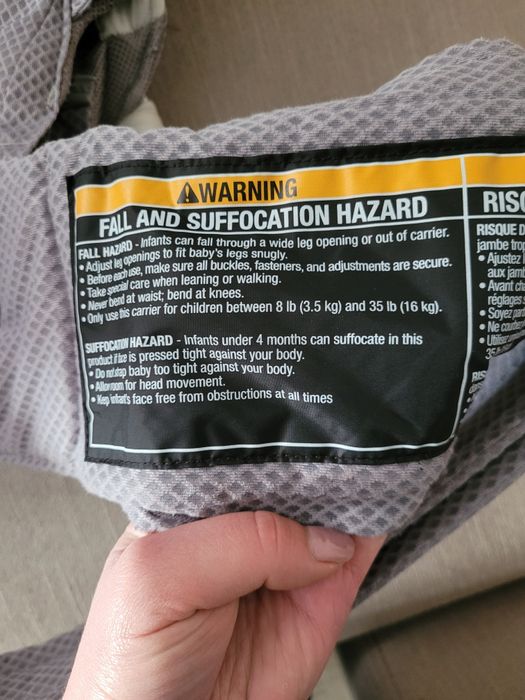 WARNING
FALL AND SUFFOCATION HAZARD
FALL HAZARD - Infants can fall through a wide leg opening or out of carrier.
• Adjust leg openings to fit baby's legs snugly.
• Before each use, make sure all buckles, fasteners, and adjustments are secure.
• Take special care when leaning or walking.
• Never bend at waist; bend at knees.
• Only use this carrier for children between 8 lb (3.5 kg) and 35 lb (16 kg).
SUFFOCATION HAZARD - Infants under 4 months can suffocate in this
product if face is pressed tight against your body.
• Do not strap baby too tight against your body.
• Allow room for head movement.
• Keep infant's face free from obstructions at all times
RISQUE D
jambe trop
• Ajustez l
aux jamb
• Avant cha
réglages s
• Soyez
• Ne courbe
• Utilise
35 l